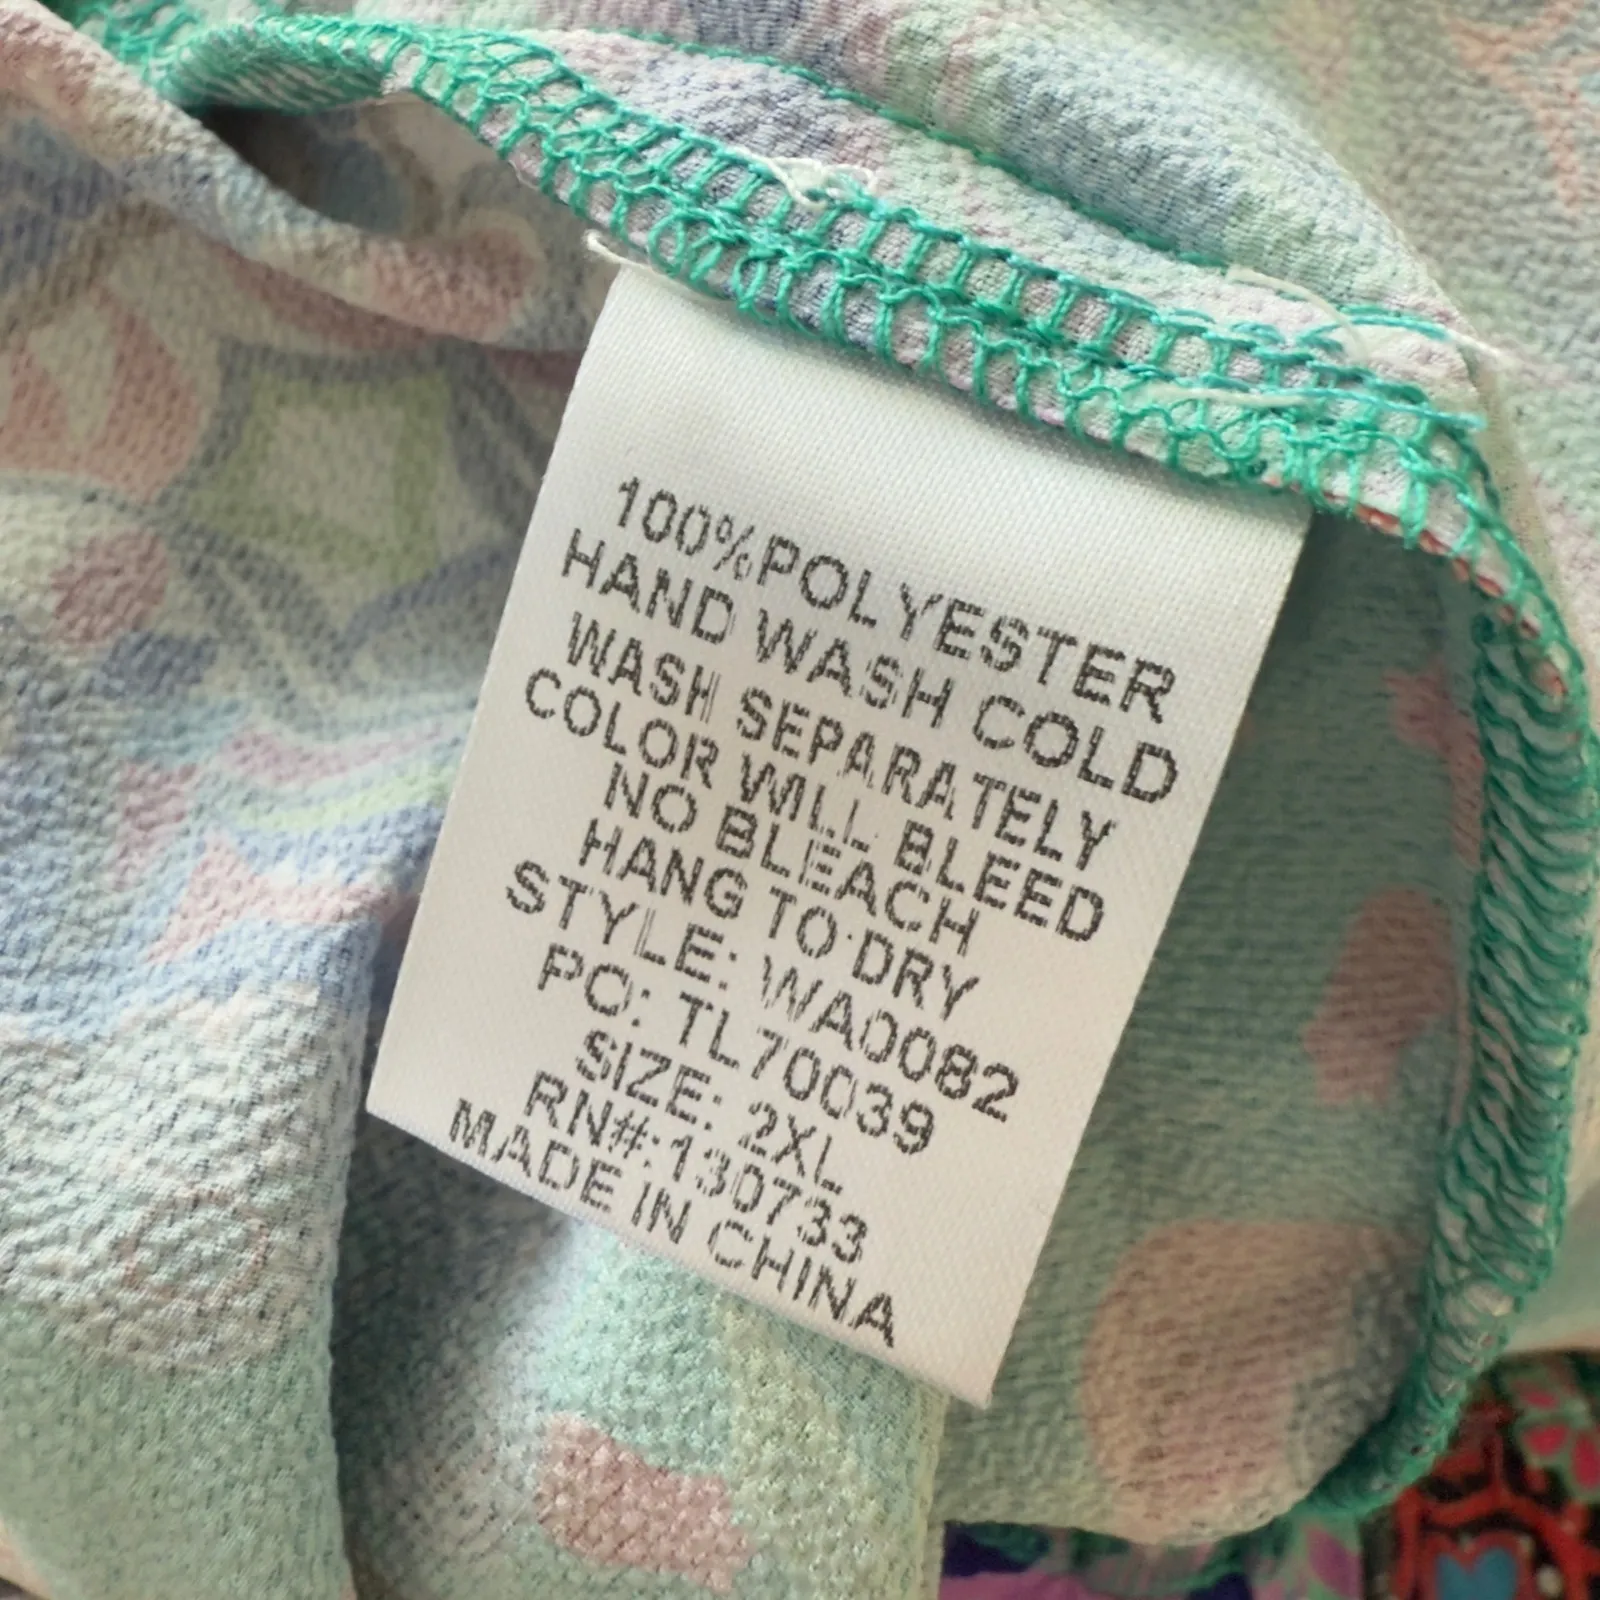 100%POLYESTER
HAND WASH COLD
WASH SEPARATELY
COLOR WILL BLEED
NO BLEACH
HANG TO DRY
STYLE: WA0082
PO: TL70039
SIZE: 2XL
RN#:130733
MADE IN CHINA